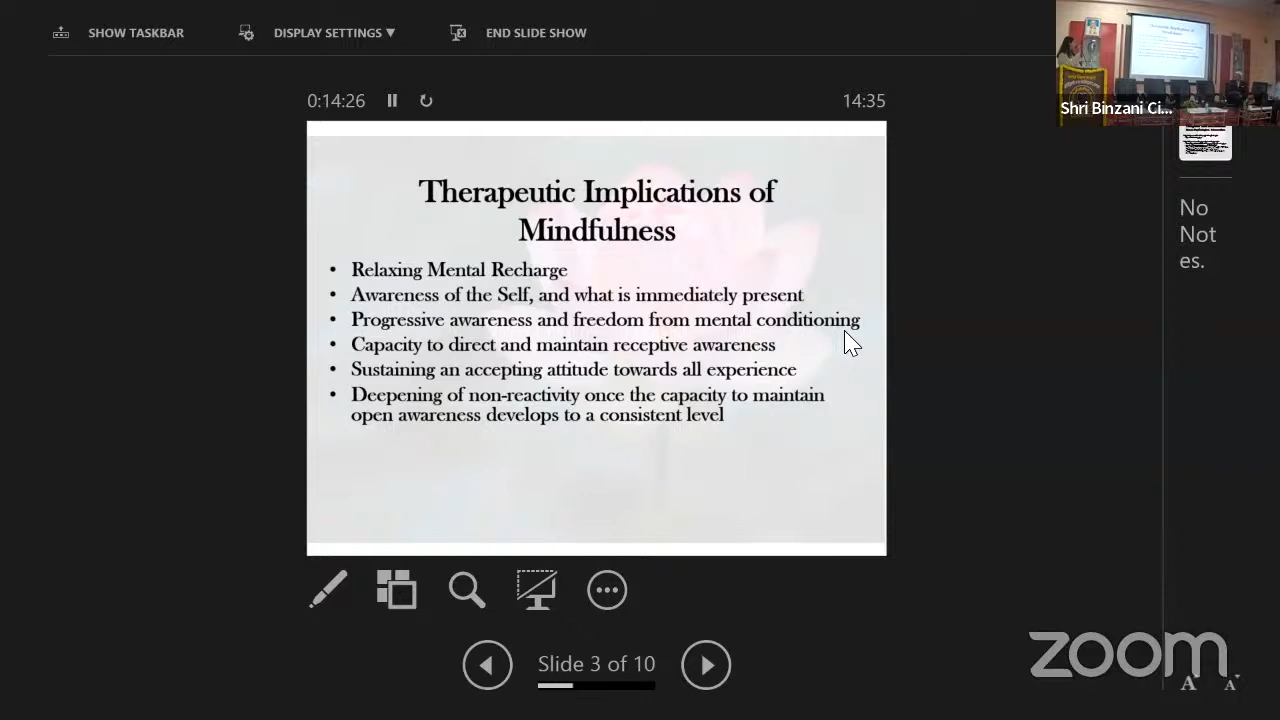 SHOW TASKBAR
DISPLAY SETTINGS ▼
END SLIDE SHOW
0:14:26
14:35
Shri Binzani Ci...
Therapeutic Implications of
Mindfulness
• Relaxing Mental Recharge
• Awareness of the Self, and what is immediately present
• Progressive awareness and freedom from mental conditioning
• Capacity to direct and maintain receptive awareness
• Sustaining an accepting attitude towards all experience
• Deepening of non-reactivity once the capacity to maintain
open awareness develops to a consistent level
No
Not
es.
Slide 3 of 10
zoom
A A